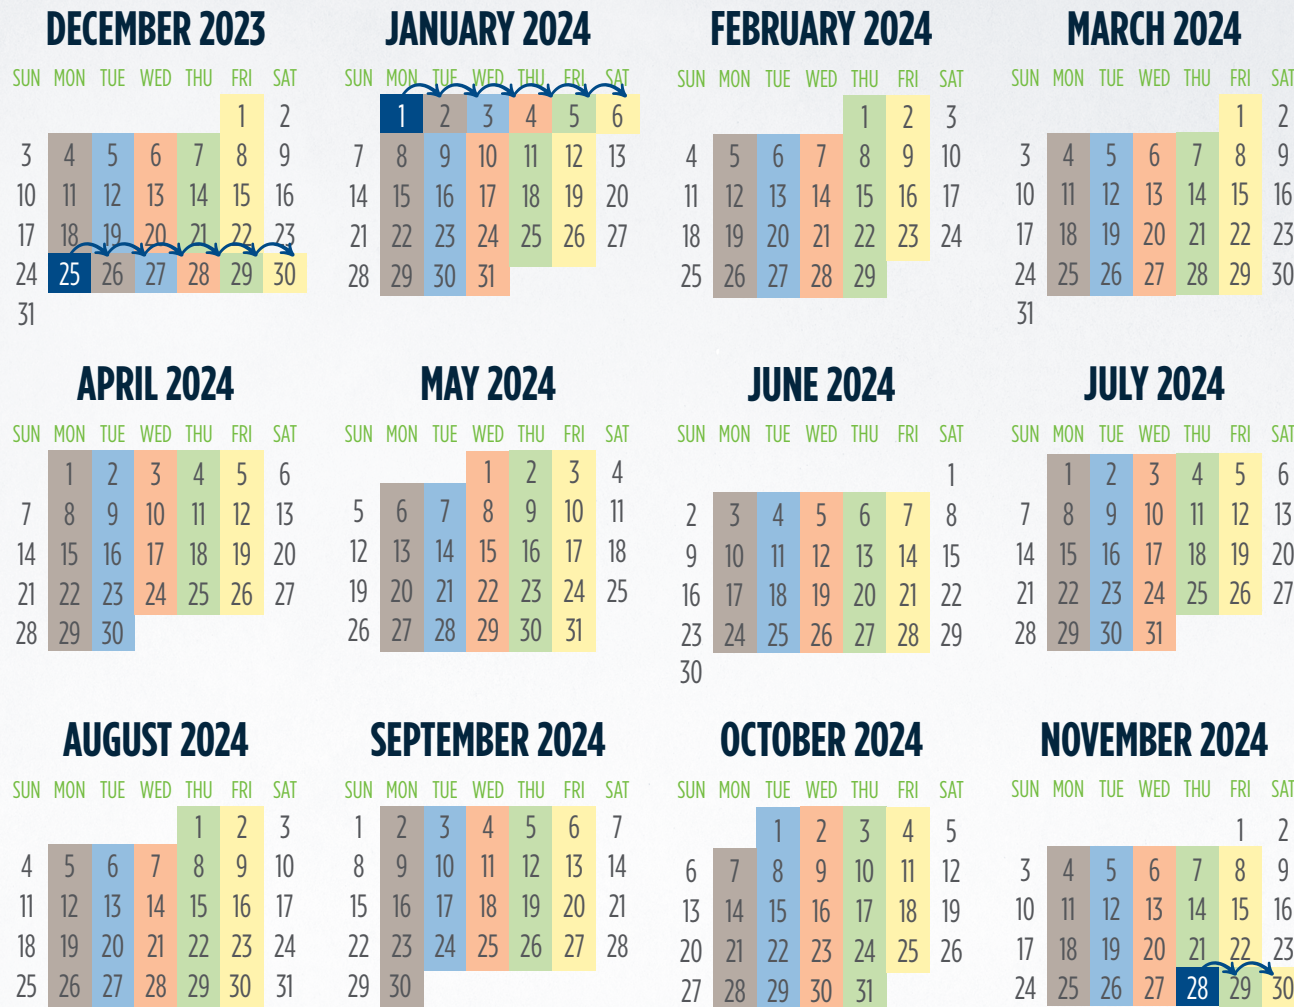 DECEMBER 2023
SUN MON TUE WED THU FRI SAT
1 2
3 4 5 6 7 8 9
10 11 12 13 14 15 16
17 18 19 20 21 22 23
24 25 26 27 28 29 30
31
JANUARY 2024
SUN MON TUE WED THU FRI SAT
1 2 3 4 5 6
7 8 9 10 11 12 13
14 15 16 17 18 19 20
21 22 23 24 25 26 27
28 29 30 31
FEBRUARY 2024
SUN MON TUE WED THU FRI SAT
1 2 3
4 5 6 7 8 9 10
11 12 13 14 15 16 17
18 19 20 21 22 23 24
25 26 27 28 29
MARCH 2024
SUN MON TUE WED THU FRI SAT
1 2
3 4 5 6 7 8 9
10 11 12 13 14 15 16
17 18 19 20 21 22 23
24 25 26 27 28 29 30
31
APRIL 2024
SUN MON TUE WED THU FRI SAT
1 2 3 4 5 6
7 8 9 10 11 12 13
14 15 16 17 18 19 20
21 22 23 24 25 26 27
28 29 30
MAY 2024
SUN MON TUE WED THU FRI SAT
1 2 3 4
5 6 7 8 9 10 11
12 13 14 15 16 17 18
19 20 21 22 23 24 25
26 27 28 29 30 31
JUNE 2024
SUN MON TUE WED THU FRI SAT
1
2 3 4 5 6 7 8
9 10 11 12 13 14 15
16 17 18 19 20 21 22
23 24 25 26 27 28 29
30
JULY 2024
SUN MON TUE WED THU FRI SAT
1 2 3 4 5 6
7 8 9 10 11 12 13
14 15 16 17 18 19 20
21 22 23 24 25 26 27
28 29 30 31
AUGUST 2024
SUN MON TUE WED THU FRI SAT
1 2 3
4 5 6 7 8 9 10
11 12 13 14 15 16 17
18 19 20 21 22 23 24
25 26 27 28 29 30 31
SEPTEMBER 2024
SUN MON TUE WED THU FRI SAT
1 2 3 4 5 6 7
8 9 10 11 12 13 14
15 16 17 18 19 20 21
22 23 24 25 26 27 28
29 30
OCTOBER 2024
SUN MON TUE WED THU FRI SAT
1 2 3 4 5
6 7 8 9 10 11 12
13 14 15 16 17 18 19
20 21 22 23 24 25 26
27 28 29 30 31
NOVEMBER 2024
SUN MON TUE WED THU FRI SAT
1 2
3 4 5 6 7 8 9
10 11 12 13 14 15 16
17 18 19 20 21 22 23
24 25 26 27 28 29 30